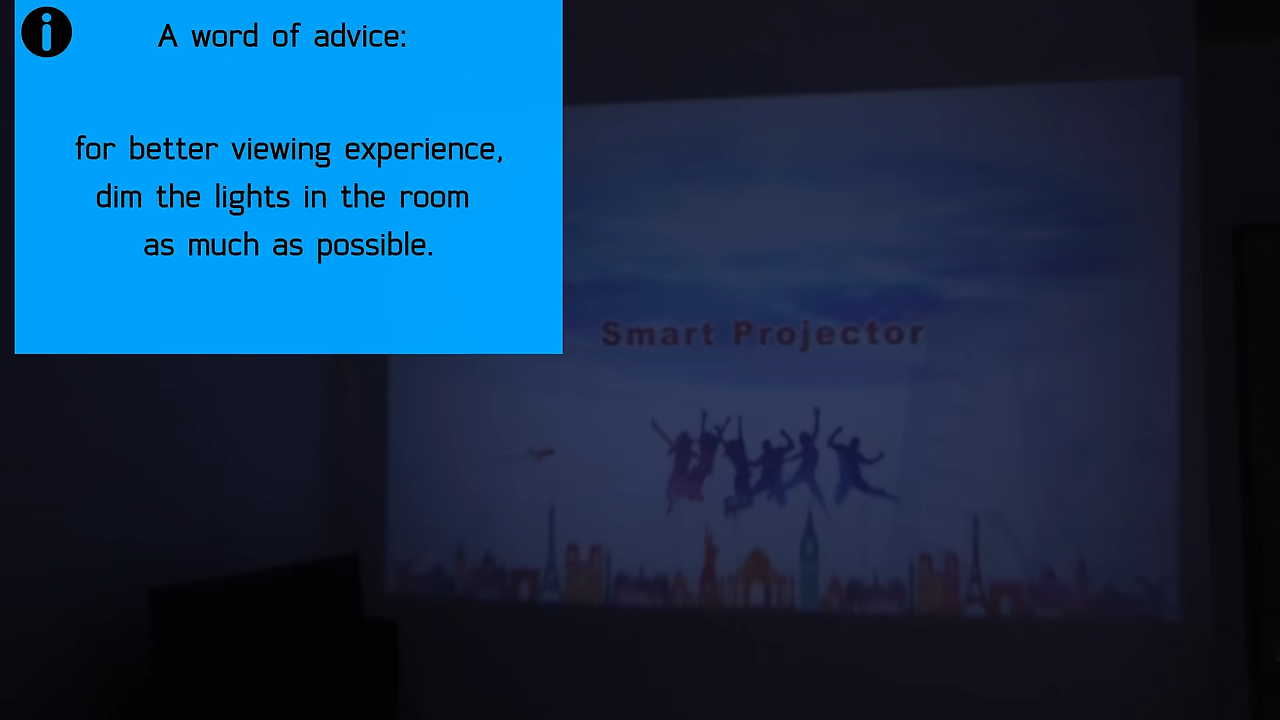 A word of advice:
for better viewing experience,
dim the lights in the room
as much as possible.
Smart Projector